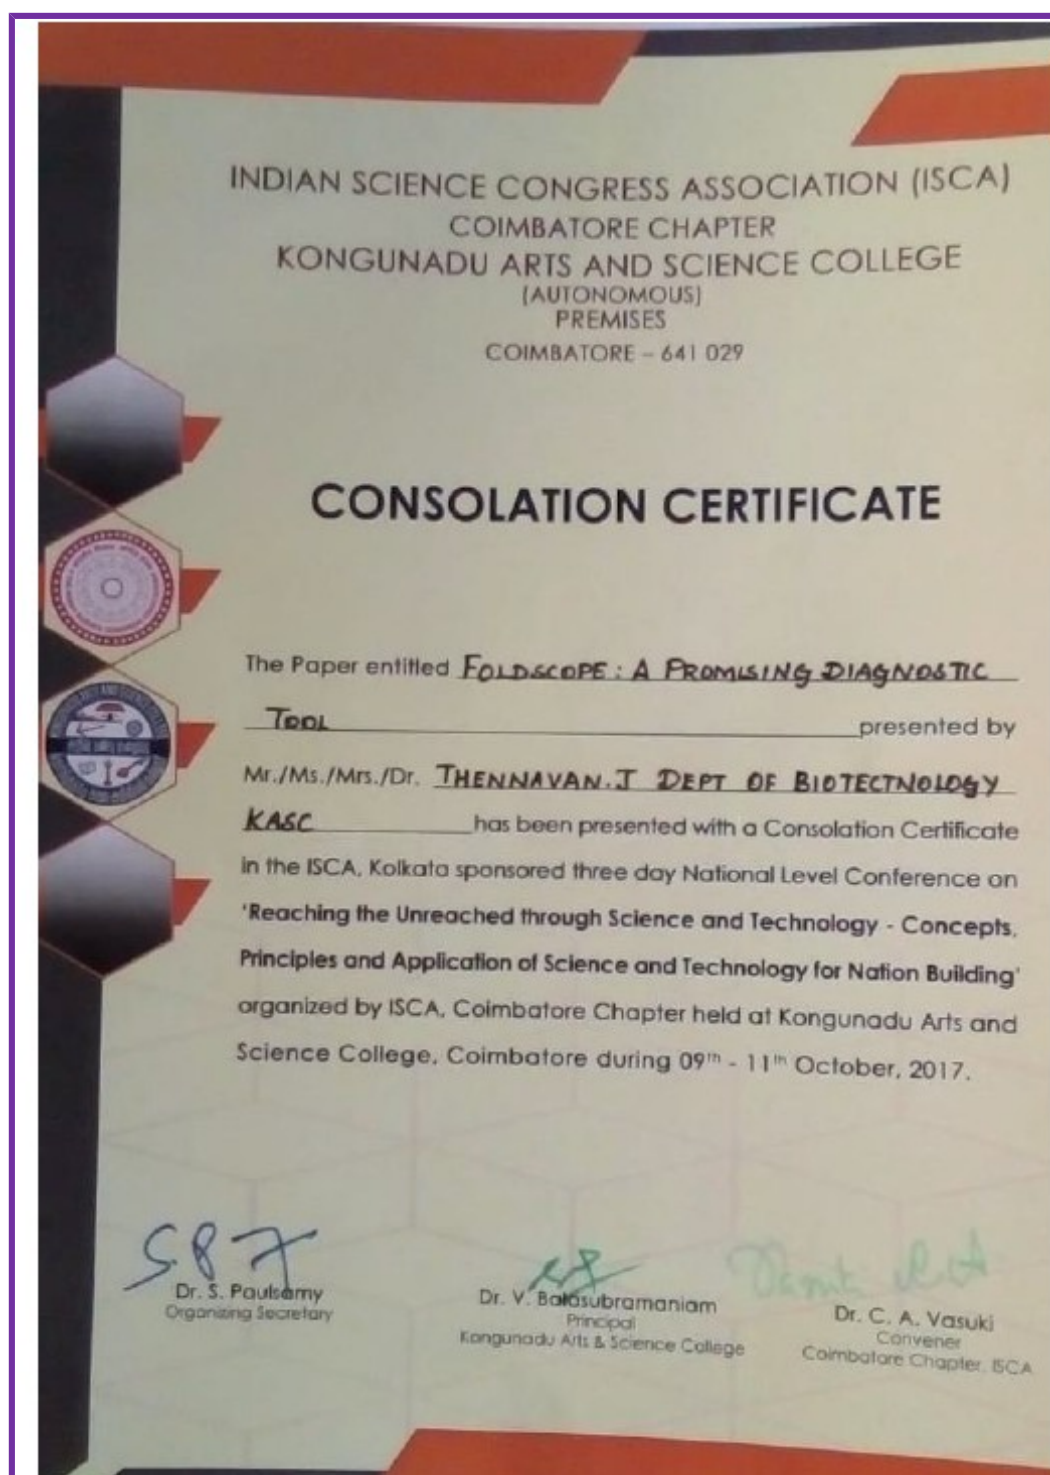 INDIAN SCIENCE CONGRESS ASSOCIATION (ISCA)
COIMBATORE CHAPTER
KONGUNADU ARTS AND SCIENCE COLLEGE
(AUTONOMOUS)
PREMISES
COIMBATORE – 641 029
CONSOLATION CERTIFICATE
The Paper entitled FOLDSCOPE : A PROMISING DIAGNOSTIC
TOOL presented by
Mr./Ms./Mrs./Dr. THENNAVAN.J DEPT OF BIOTECTNOLOGY
KASC has been presented with a Consolation Certificate
in the ISCA, Kolkata sponsored three day National Level Conference on
'Reaching the Unreached through Science and Technology - Concepts,
Principles and Application of Science and Technology for Nation Building'
organized by ISCA, Coimbatore Chapter held at Kongunadu Arts and
Science College, Coimbatore during 09th - 11th October, 2017.
Dr. S. Paulsamy
Organizing Secretary
Dr. V. Balasubramaniam
Principal
Kongunadu Arts & Science College
Dr. C. A. Vasuki
Convener
Coimbatore Chapter, ISCA